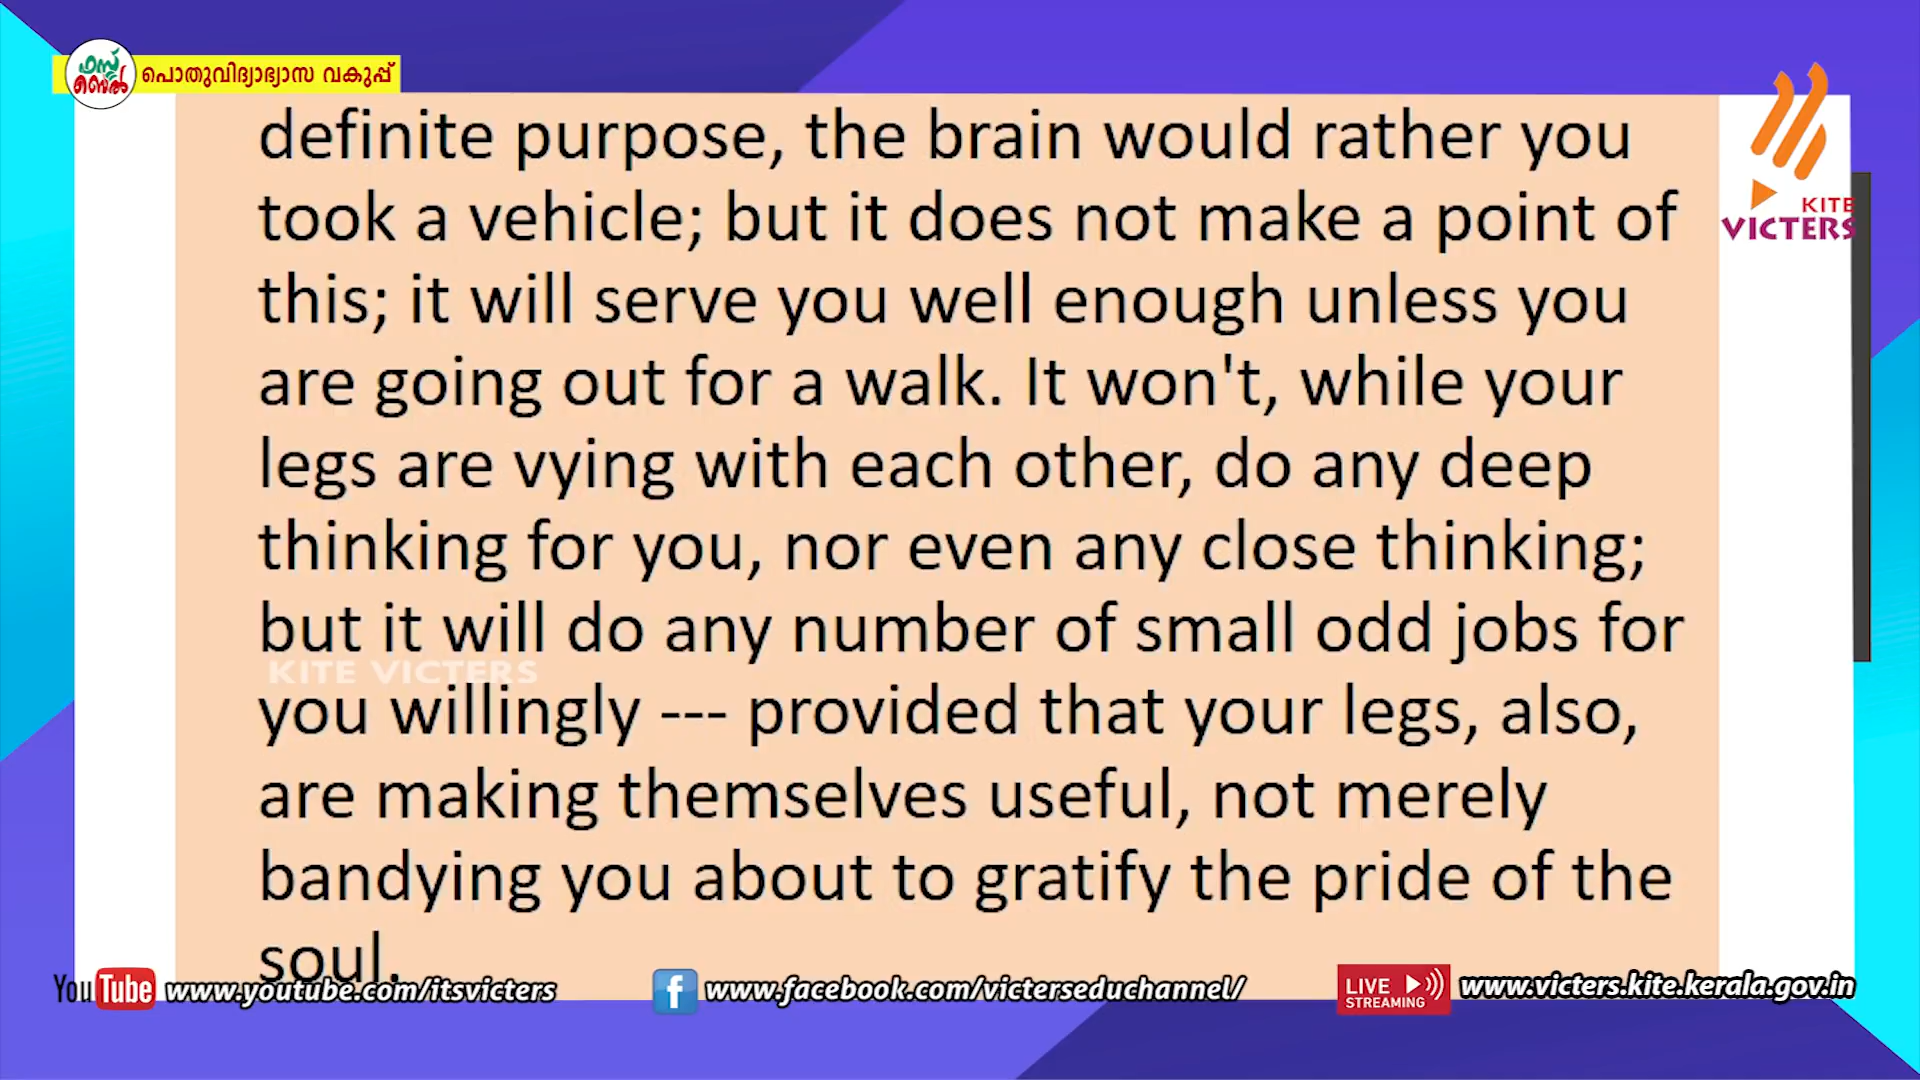 ഫസ്റ്റ്
ബെൽ
പൊതുവിദ്യാഭ്യാസ വകുപ്പ്
KITE
VICTERS
definite purpose, the brain would rather you
took a vehicle; but it does not make a point of
this; it will serve you well enough unless you
are going out for a walk. It won't, while your
legs are vying with each other, do any deep
thinking for you, nor even any close thinking;
but it will do any number of small odd jobs for
KITE VICTERS
you willingly --- provided that your legs, also,
are making themselves useful, not merely
bandying you about to gratify the pride of the
soul.
YouTube www.youtube.com/itsvicters
f www.facebook.com/victerseduchannel/
LIVE STREAMING www.victers.kite.kerala.gov.in